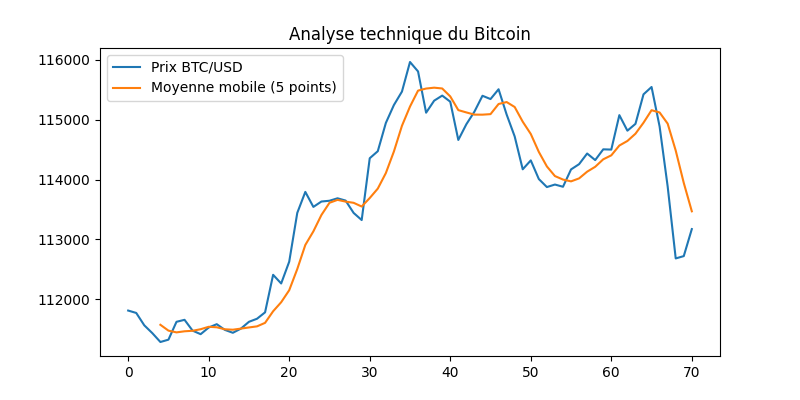 Analyse technique du Bitcoin
Prix BTC/USD
Moyenne mobile (5 points)
116000
115000
114000
113000
112000
0 10 20 30 40 50 60 70